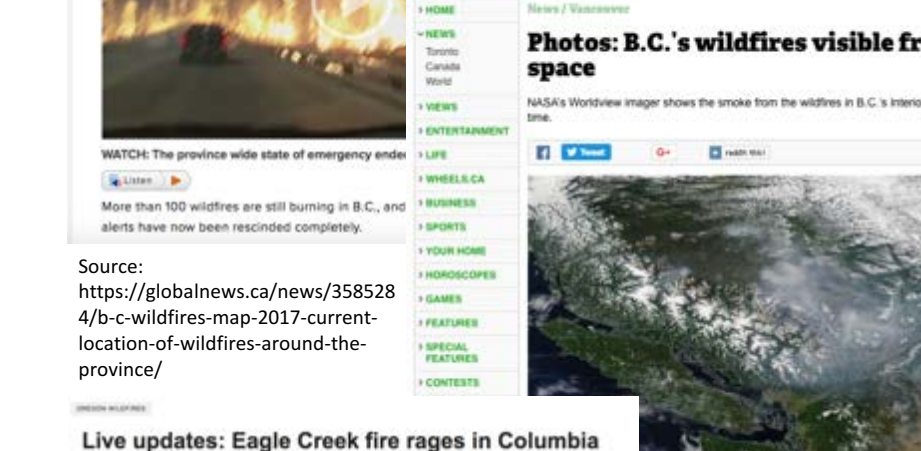 WATCH: The province wide state of emergency ende
Listen
More than 100 wildfires are still burning in B.C., and
alerts have now been rescinded completely.
Source:
https://globalnews.ca/news/358528
4/b-c-wildfires-map-2017-current-
location-of-wildfires-around-the-
province/
HOME
NEWS
Toronto
Canada
World
VIEWS
ENTERTAINMENT
LIFE
WHEELS.CA
BUSINESS
SPORTS
YOUR HOME
HOROSCOPES
GAMES
FEATURES
SPECIAL
FEATURES
CONTESTS
News / Vancouver
Photos: B.C.'s wildfires visible fr
space
NASA's Worldview imager shows the smoke from the wildfires in B.C.'s Interio
time.
Tweet
G+
reddit this!
OREGON WILDFIRES
Live updates: Eagle Creek fire rages in Columbia